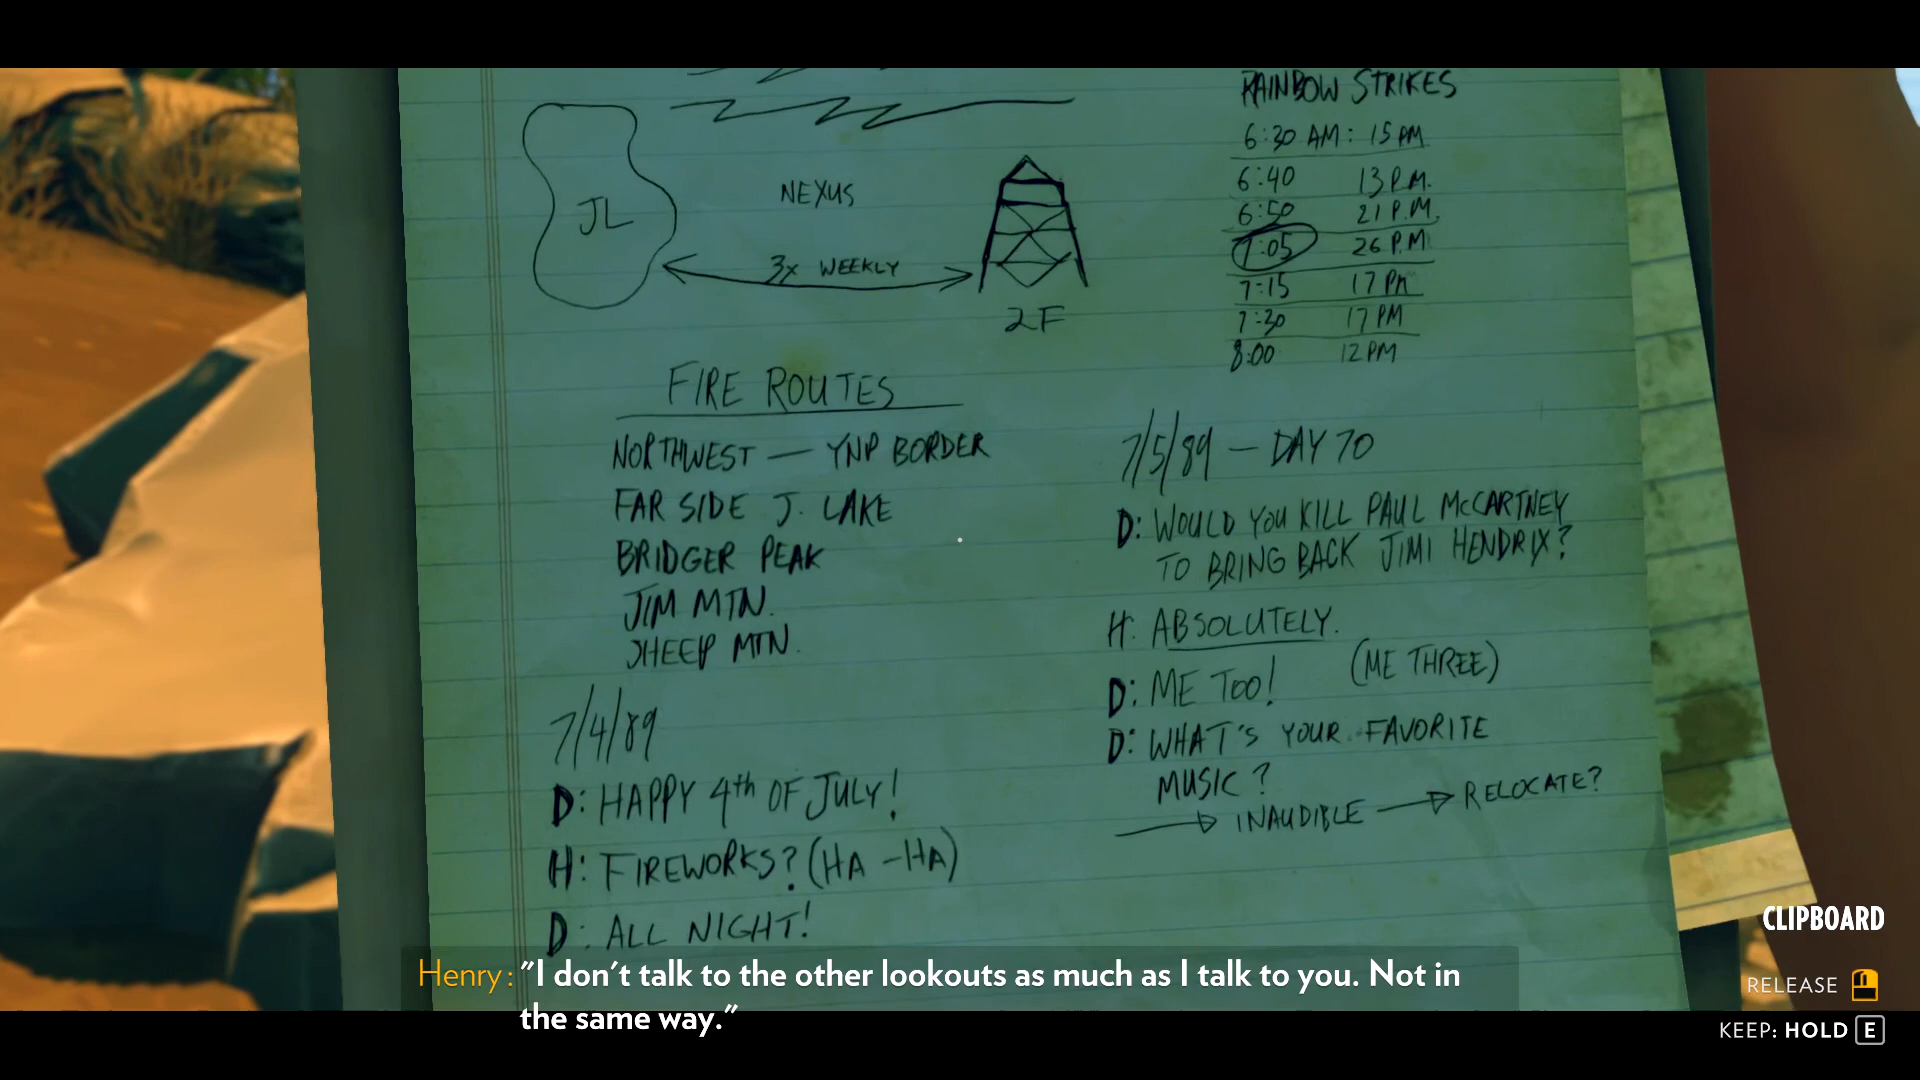 JL
NEXUS
3X WEEKLY
2F
RAINBOW STRIKES
6:30 AM: 15 PM
6:40 13 P.M.
6:50 21 P.M.
7:05 26 P.M
7:15 17 PM
7:30 17 PM
8:00 12 PM
FIRE ROUTES
NORTHWEST — YNP BORDER
FAR SIDE J. LAKE
BRIDGER PEAK
JIM MTN.
SHEEP MTN.
7/4/89
D: HAPPY 4th OF JULY!
H: FIREWORKS? (HA -HA)
D: ALL NIGHT!
7/5/89 — DAY 70
D: WOULD YOU KILL PAUL McCARTNEY
TO BRING BACK JIMI HENDRIX?
H: ABSOLUTELY.
D: ME TOO! (ME THREE)
D: WHAT'S YOUR FAVORITE
MUSIC?
→ INAUDIBLE → RELOCATE?
Henry: "I don't talk to the other lookouts as much as I talk to you. Not in
the same way."
CLIPBOARD
RELEASE
KEEP: HOLD E